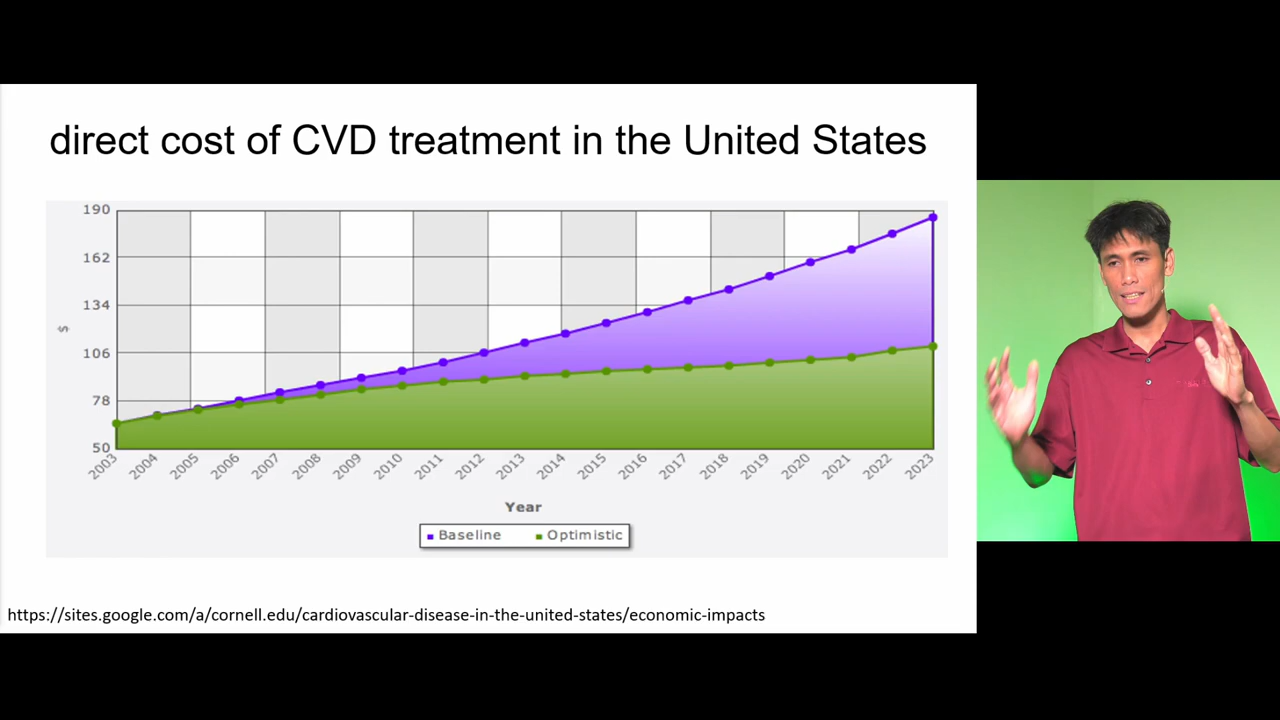 direct cost of CVD treatment in the United States
190
162
134
106
78
50
$
2003 2004 2005 2006 2007 2008 2009 2010 2011 2012 2013 2014 2015 2016 2017 2018 2019 2020 2021 2022 2023
Year
Baseline Optimistic
https://sites.google.com/a/cornell.edu/cardiovascular-disease-in-the-united-states/economic-impacts